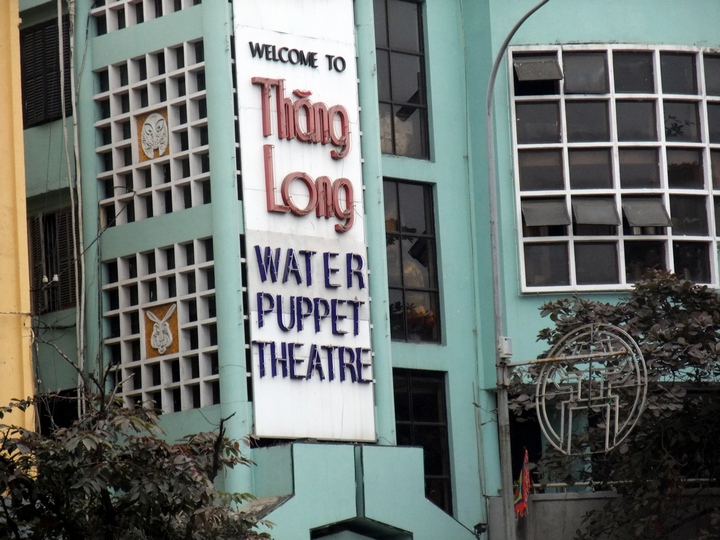 WELCOME TO
Thăng
Long
WATER
PUPPET
THEATRE